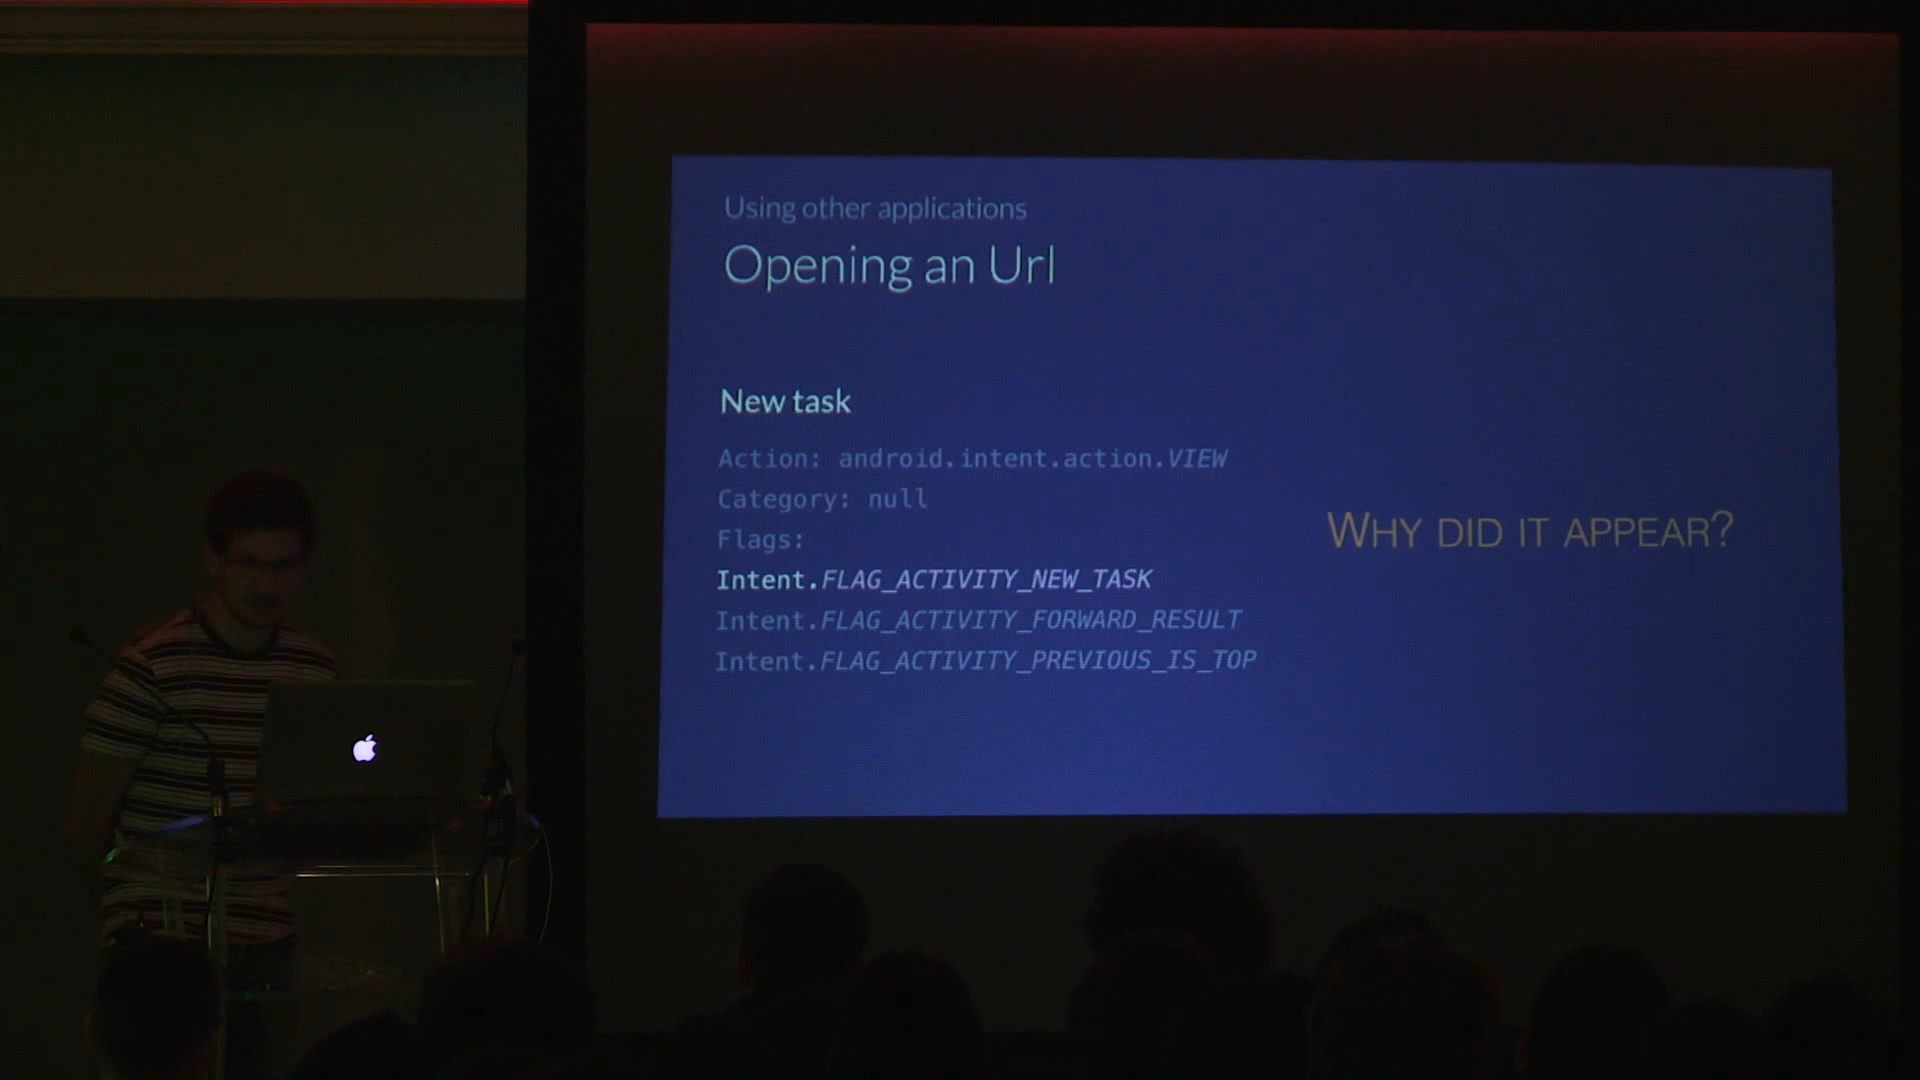 Using other applications
Opening an Url
New task
Action: android.intent.action.VIEW
Category: null
Flags:
Intent.FLAG_ACTIVITY_NEW_TASK
Intent.FLAG_ACTIVITY_FORWARD_RESULT
Intent.FLAG_ACTIVITY_PREVIOUS_IS_TOP
WHY DID IT APPEAR?